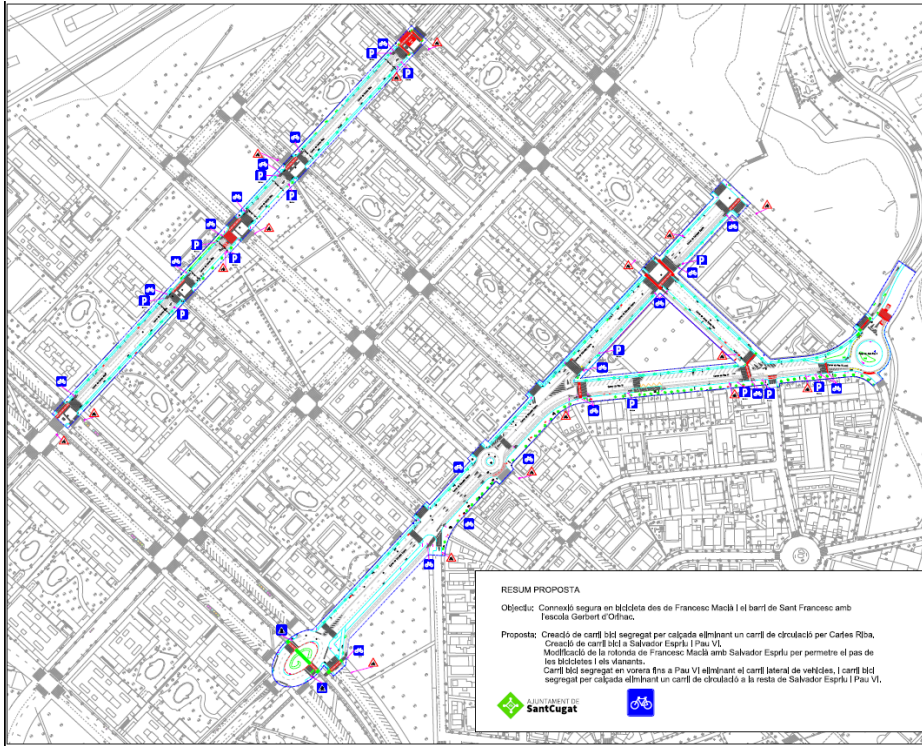 RESUM PROPOSTA
Objectiu: Connexió segura en bicicleta des de Francesc Macià i el barri de Sant Francesc amb
l'escola Gerbert d'Orlhac.
Proposta: Creació de carril bici segregat per calçada eliminant un carril de circulació per Carles Riba.
Creació de carril bici a Salvador Espriu i Pau VI.
Modificació de la rotonda de Francesc Macià amb Salvador Espriu per permetre el pas de
les bicicletes i els vianants.
Carril bici segregat en vorera fins a Pau VI eliminant el carril lateral de vehicles, i carril bici
segregat per calçada eliminant un carril de circulació a la resta de Salvador Espriu i Pau VI.
AJUNTAMENT DE
SantCugat